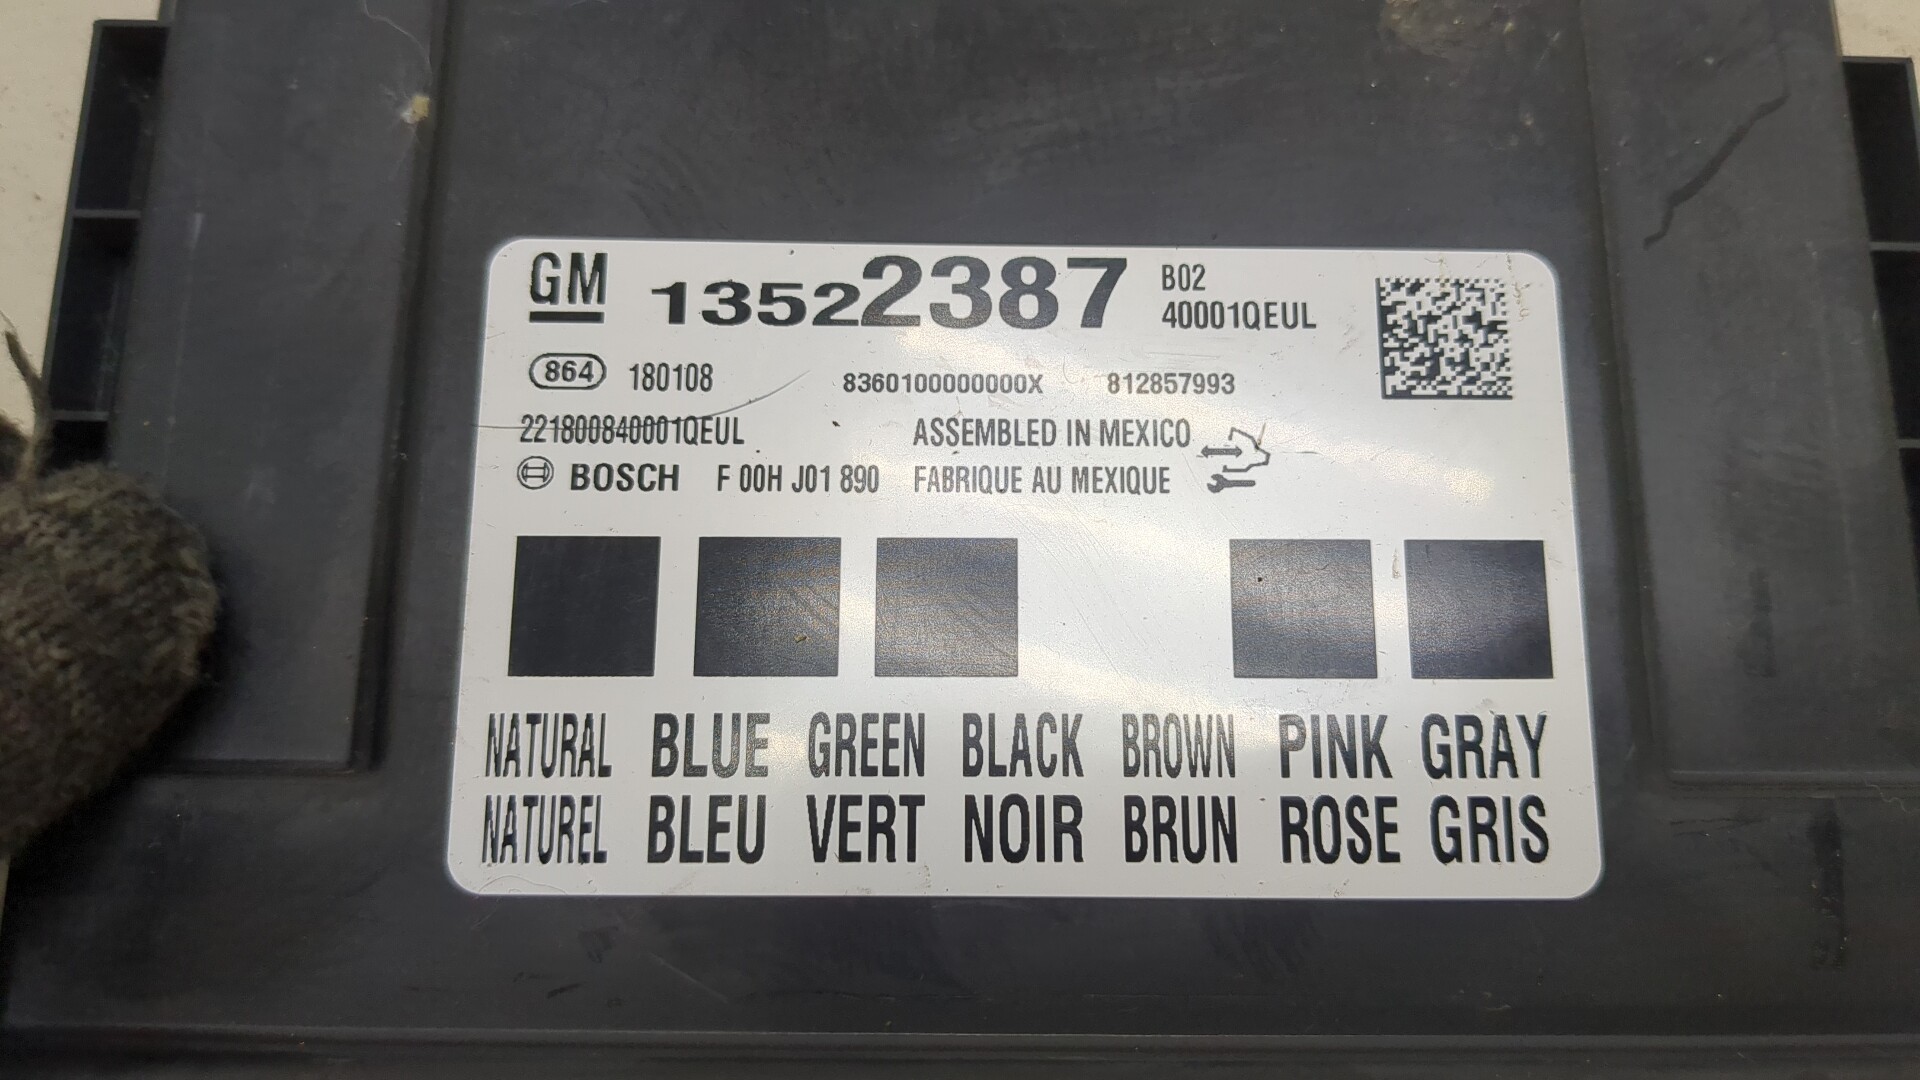 GM 13522387 B02
40001QEUL
864 180108 8360100000000X 812857993
221800840001QEUL ASSEMBLED IN MEXICO
BOSCH F 00H J01 890 FABRIQUE AU MEXIQUE
NATURAL BLUE GREEN BLACK BROWN PINK GRAY
NATUREL BLEU VERT NOIR BRUN ROSE GRIS